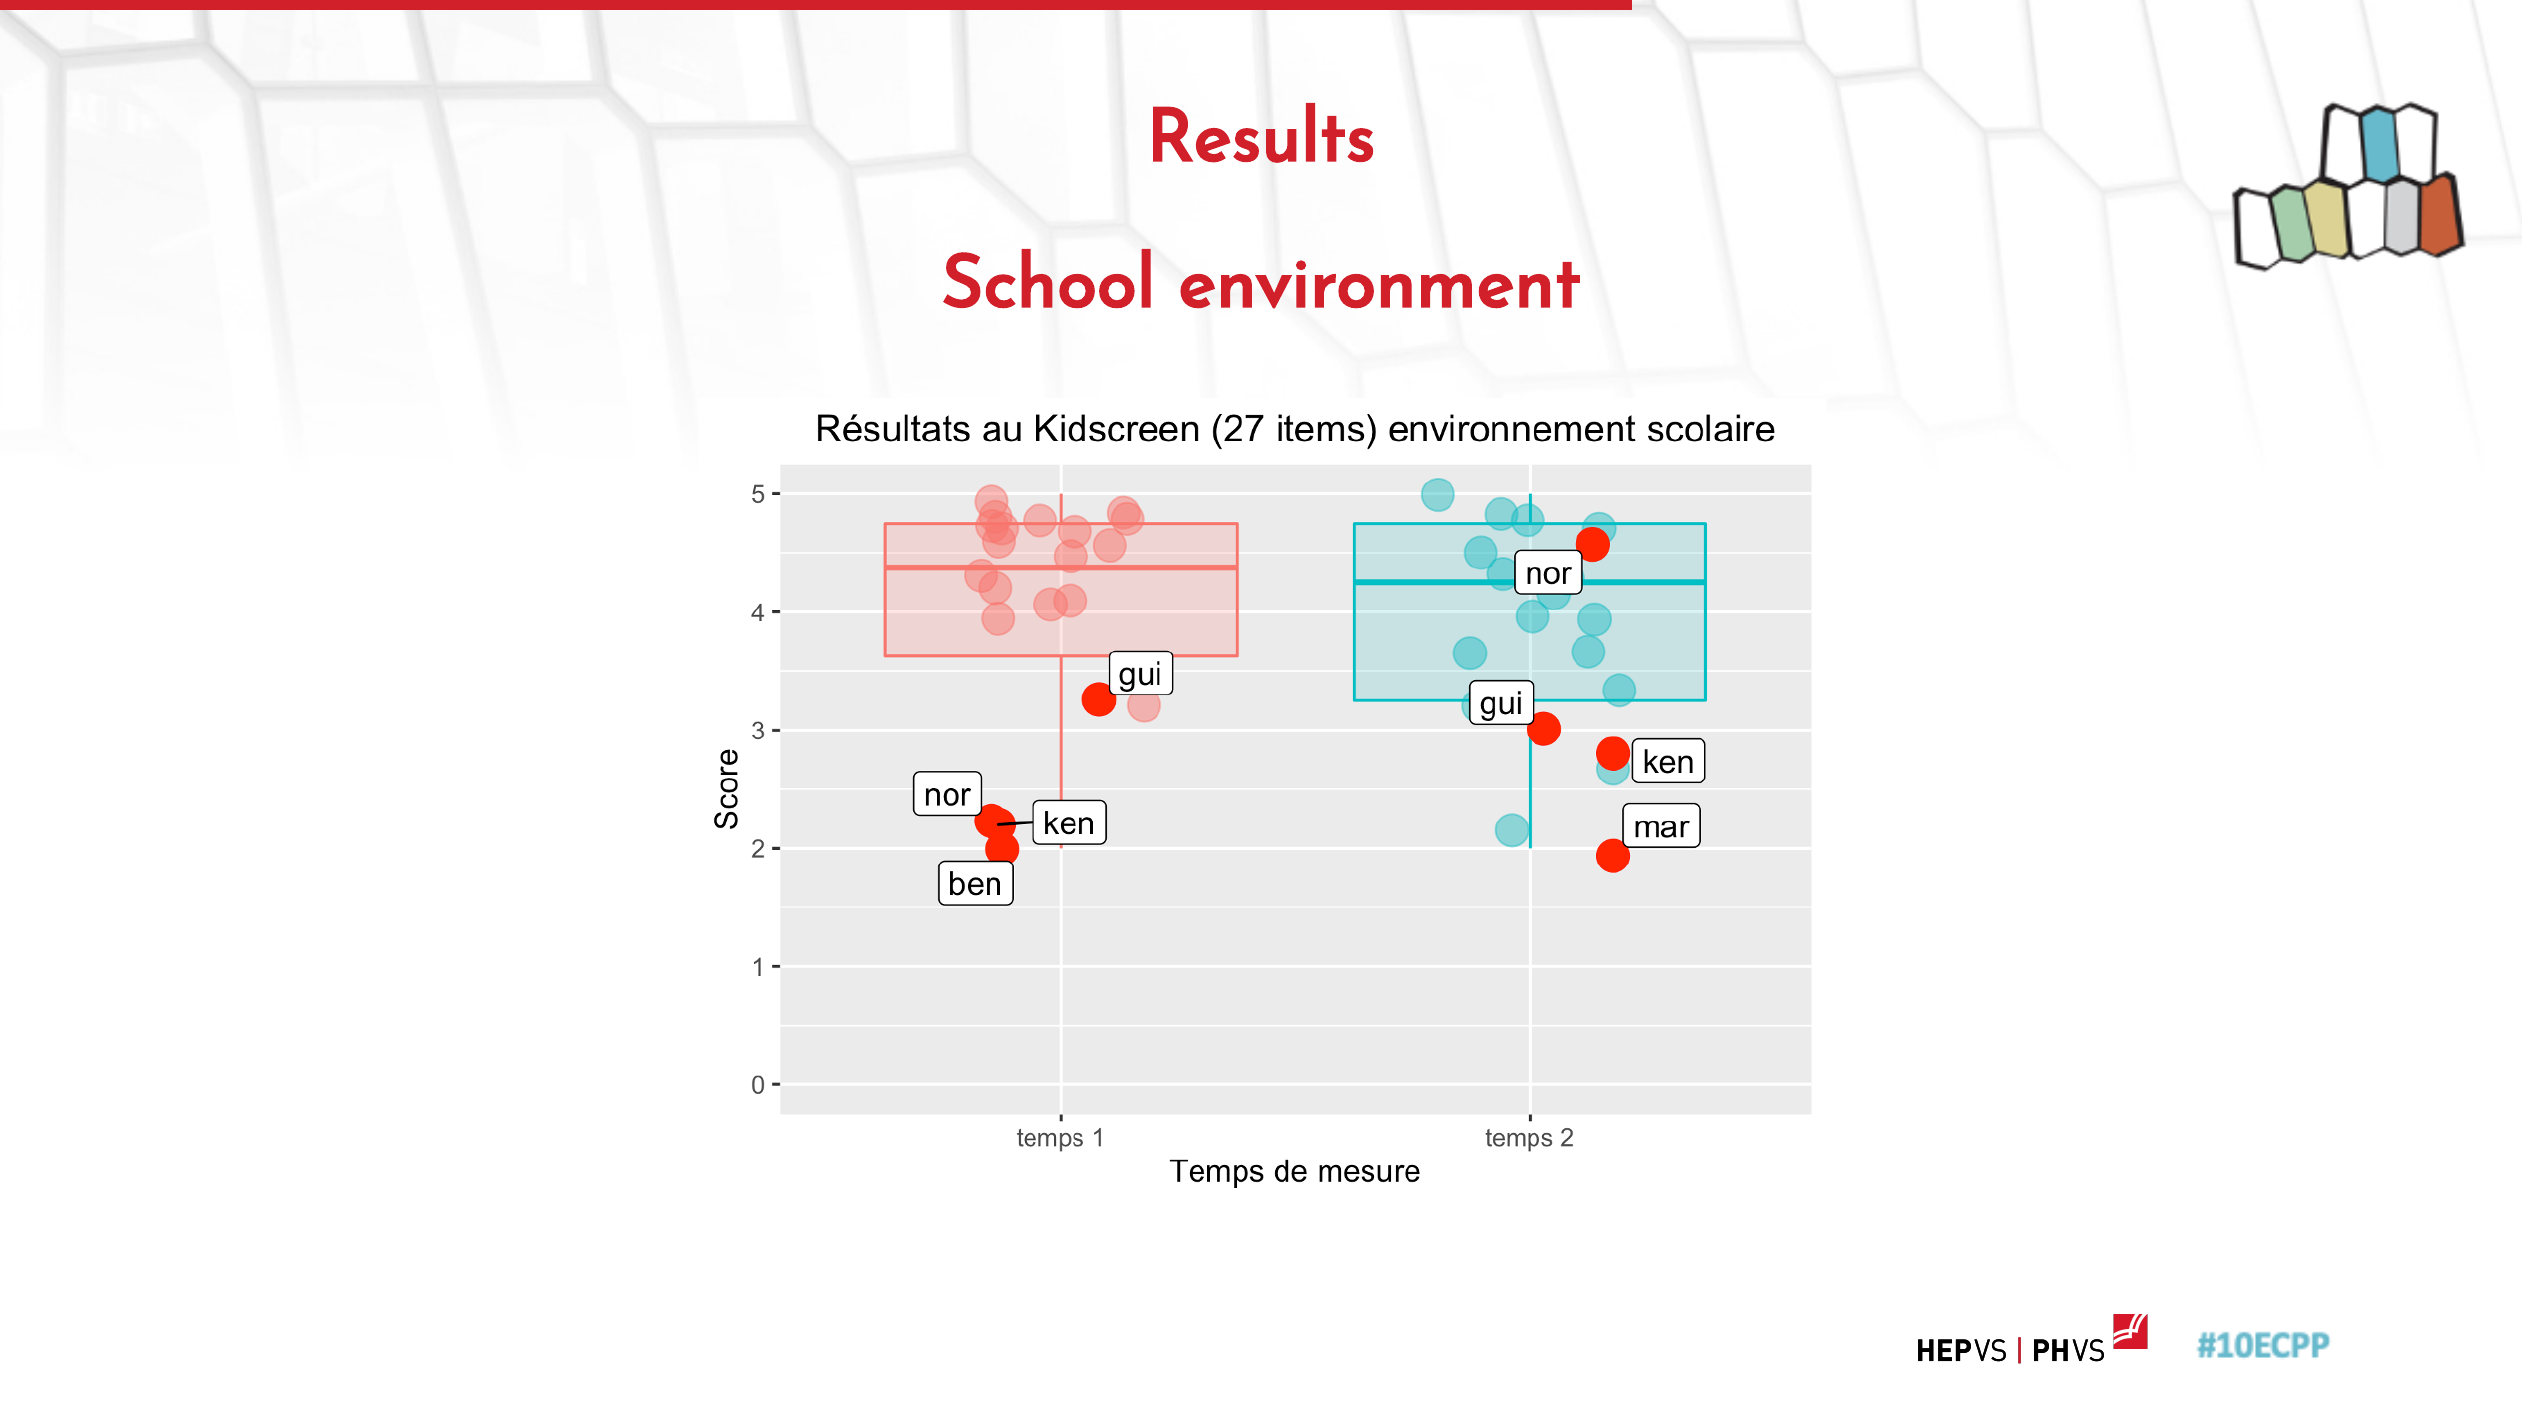 Results
School environment
Résultats au Kidscreen (27 items) environnement scolaire
5
4
3
2
1
0
Score
nor
gui
gui
ken
nor
ken
mar
ben
temps 1
temps 2
Temps de mesure
HEPVS | PHVS
#10ECPP